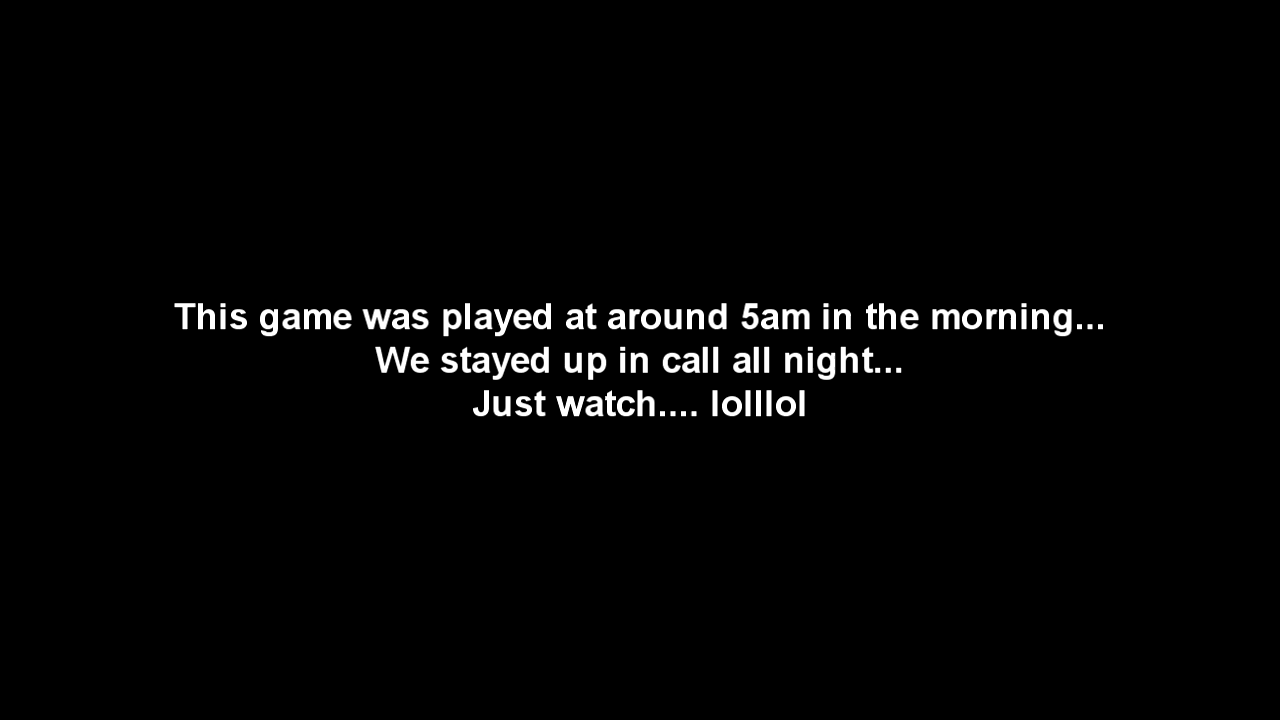 This game was played at around 5am in the morning...
We stayed up in call all night...
Just watch.... lolllol